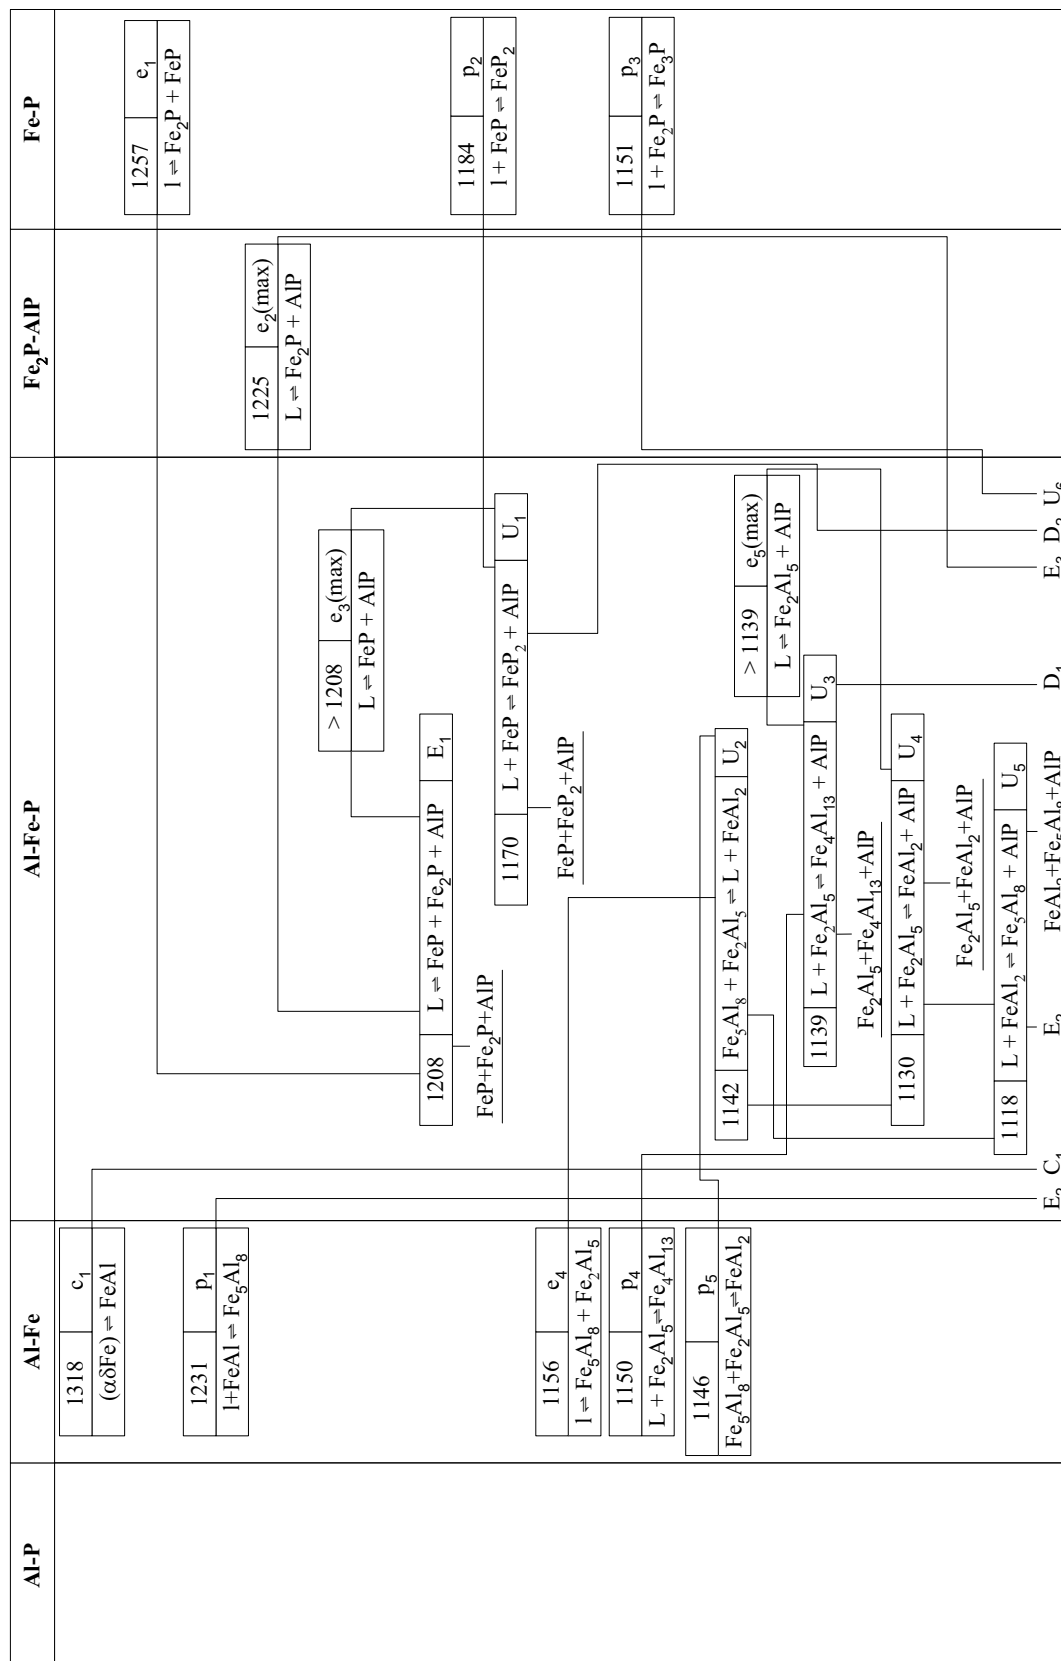 Al-P
Al-Fe
Al-Fe-P
Fe₂P-AlP
Fe-P
1318 c₁
(αδFe) ⇌ FeAl
1231 p₁
l+FeAl ⇌ Fe₅Al₈
1156 e₄
l ⇌ Fe₅Al₈ + Fe₂Al₅
1150 p₄
L + Fe₂Al₅⇌Fe₄Al₁₃
1146 p₅
Fe₅Al₈+Fe₂Al₅⇌FeAl₂
> 1208 e₃(max)
L ⇌ FeP + AlP
1208 L ⇌ FeP + Fe₂P + AlP E₁
FeP+Fe₂P+AlP
1170 L + FeP ⇌ FeP₂ + AlP U₁
FeP+FeP₂+AlP
1142 Fe₅Al₈ + Fe₂Al₅ ⇌ L + FeAl₂ U₂
> 1139 e₅(max)
L ⇌ Fe₂Al₅ + AlP
1139 L + Fe₂Al₅ ⇌ Fe₄Al₁₃ + AlP U₃
Fe₂Al₅+Fe₄Al₁₃+AlP
1130 L + Fe₂Al₅ ⇌ FeAl₂ + AlP U₄
Fe₂Al₅+FeAl₂+AlP
1118 L + FeAl₂ ⇌ Fe₅Al₈ + AlP U₅
FeAl₂+Fe₅Al₈+AlP
1225 e₂(max)
L ⇌ Fe₂P + AlP
1257 e₁
l ⇌ Fe₂P + FeP
1184 p₂
l + FeP ⇌ FeP₂
1151 p₃
l + Fe₂P ⇌ Fe₃P
E₂ C₁ E₂ D₁ E₃ D₂ U₆